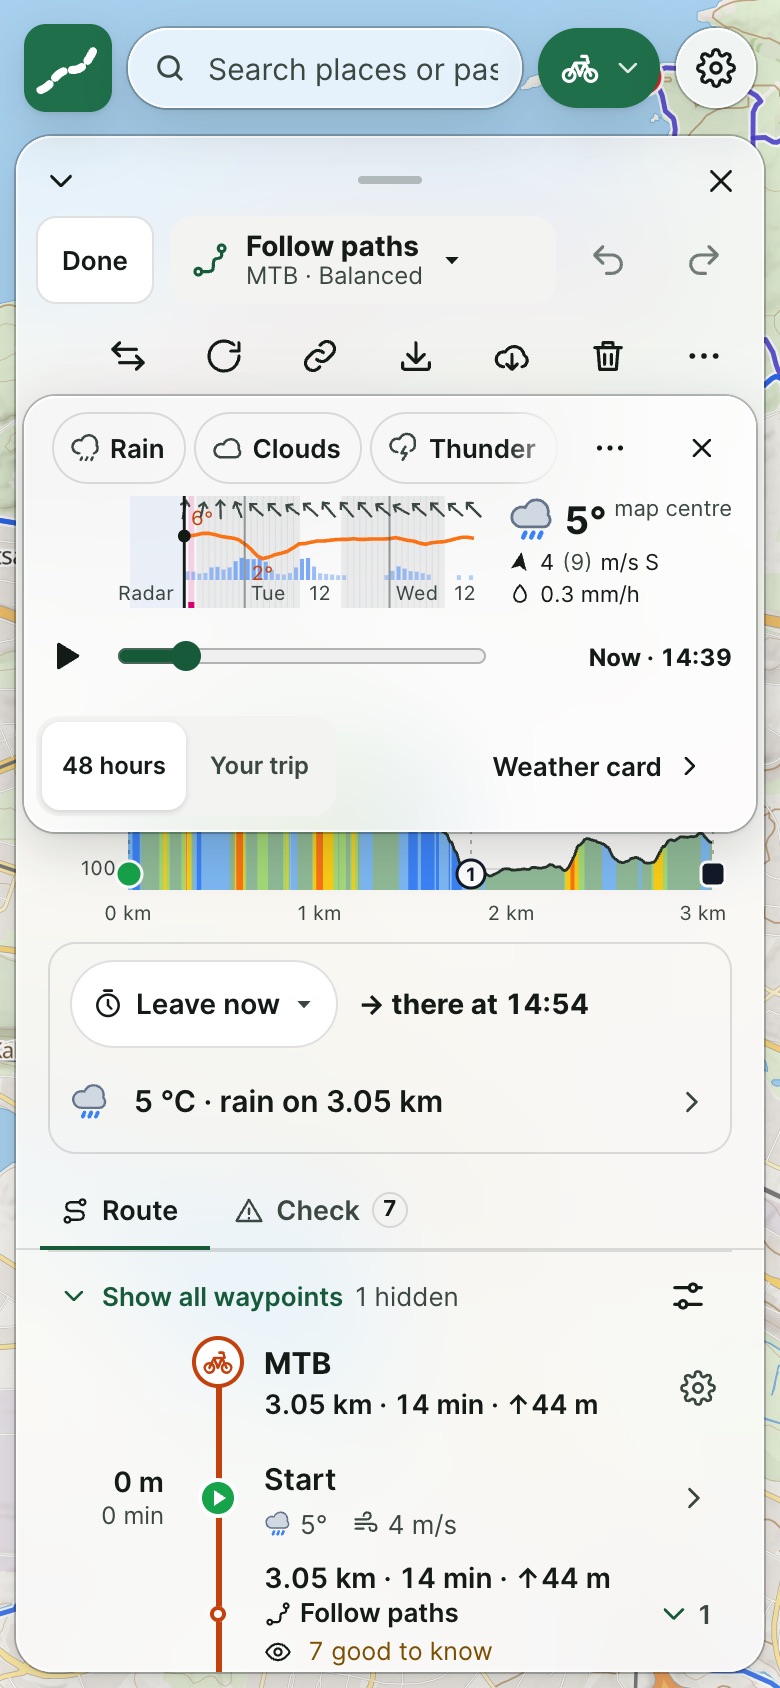 Search places or pas
Done
Follow paths
MTB · Balanced
Rain
Clouds
Thunder
6°
2°
Radar
Tue
12
Wed
12
5° map centre
4 (9) m/s S
0.3 mm/h
Now · 14:39
48 hours
Your trip
Weather card
100
1
0 km
1 km
2 km
3 km
Leave now
→ there at 14:54
5 °C · rain on 3.05 km
Route
Check 7
Show all waypoints 1 hidden
MTB
3.05 km · 14 min · ↑44 m
0 m
0 min
Start
5° 4 m/s
3.05 km · 14 min · ↑44 m
Follow paths
1
7 good to know